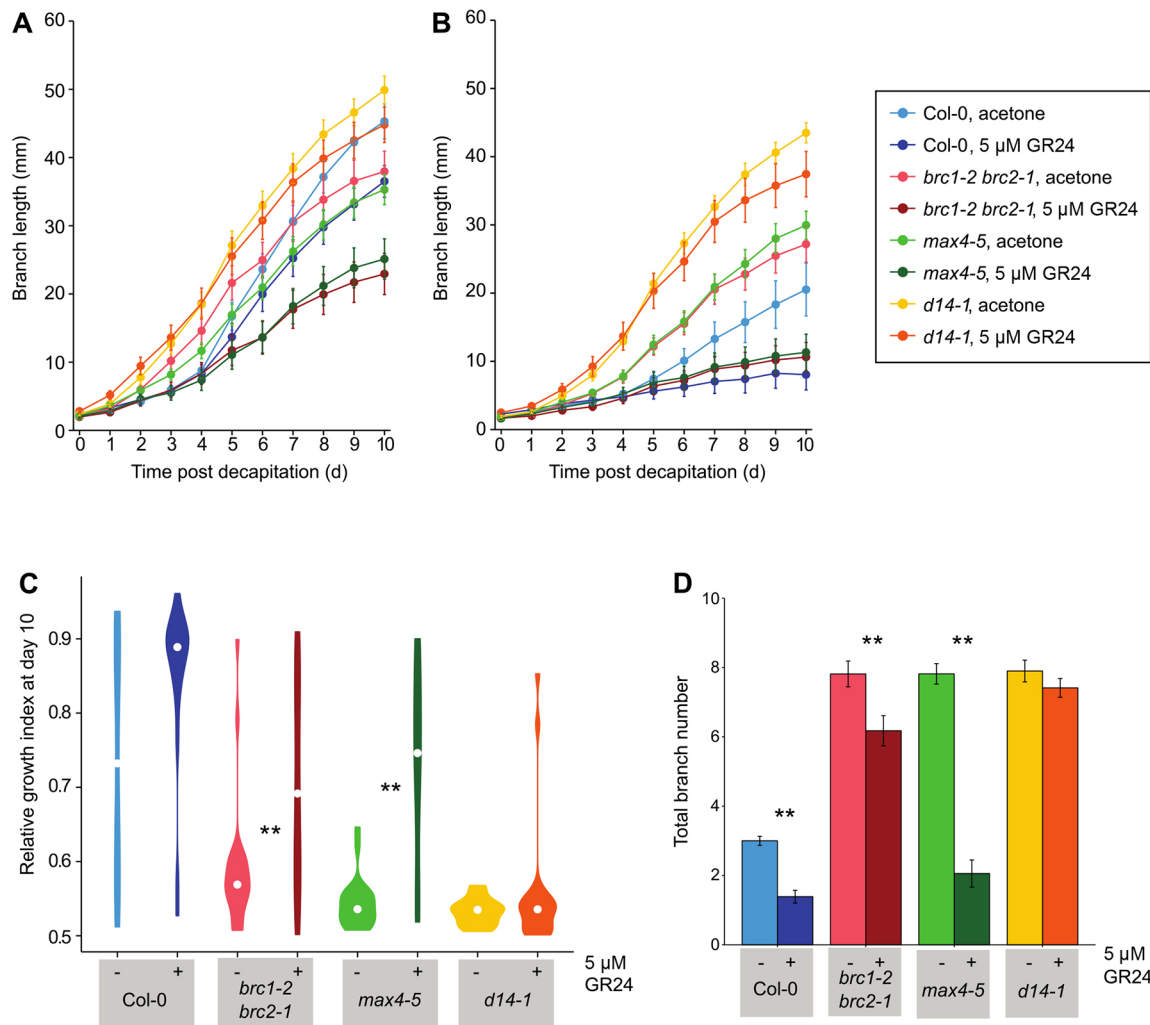 A
60
50
40
30
20
10
0
Branch length (mm)
0 1 2 3 4 5 6 7 8 9 10
Time post decapitation (d)
B
60
50
40
30
20
10
0
Branch length (mm)
0 1 2 3 4 5 6 7 8 9 10
Time post decapitation (d)
Col-0, acetone
Col-0, 5 µM GR24
brc1-2 brc2-1, acetone
brc1-2 brc2-1, 5 µM GR24
max4-5, acetone
max4-5, 5 µM GR24
d14-1, acetone
d14-1, 5 µM GR24
C
0.9
0.8
0.7
0.6
0.5
Relative growth index at day 10
**
**
- + - + - + - +
5 µM
GR24
Col-0
brc1-2
brc2-1
max4-5
d14-1
D
10
8
6
4
2
0
Total branch number
**
**
**
- + - + - + - +
5 µM
GR24
Col-0
brc1-2
brc2-1
max4-5
d14-1